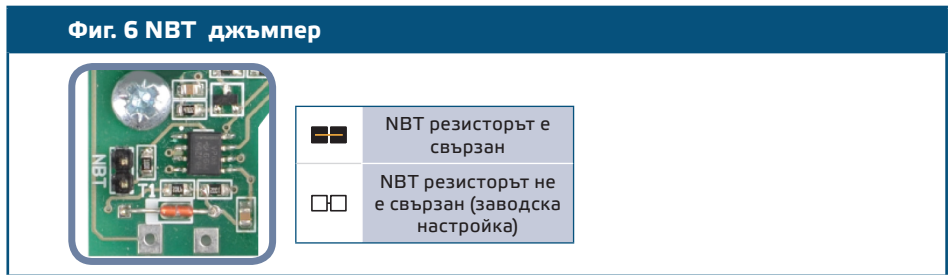 Фиг. 6 NBT джъмпер
NBT
T1
NBT резисторът е
свързан
NBT резисторът не
е свързан (заводска
настройка)